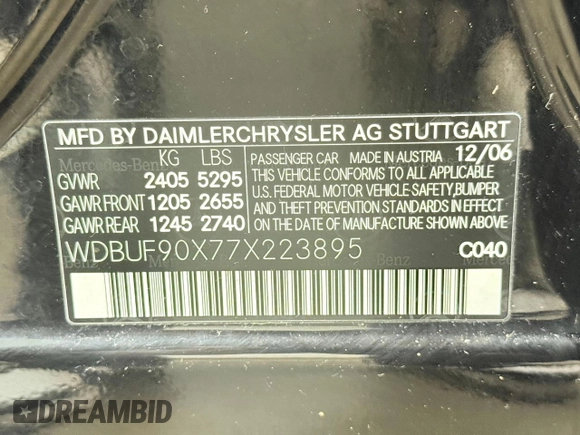 MFD BY DAIMLERCHRYSLER AG STUTTGART
Mercedes-Benz KG LBS PASSENGER CAR MADE IN AUSTRIA 12/06
GVWR 2405 5295 THIS VEHICLE CONFORMS TO ALL APPLICABLE
GAWR FRONT 1205 2655 U.S. FEDERAL MOTOR VEHICLE SAFETY, BUMPER
GAWR REAR 1245 2740 AND THEFT PREVENTION STANDARDS IN EFFECT
ON THE DATE OF MANUFACTURE SHOWN ABOVE.
WDBUF90X77X223895 C040
DREAMBID